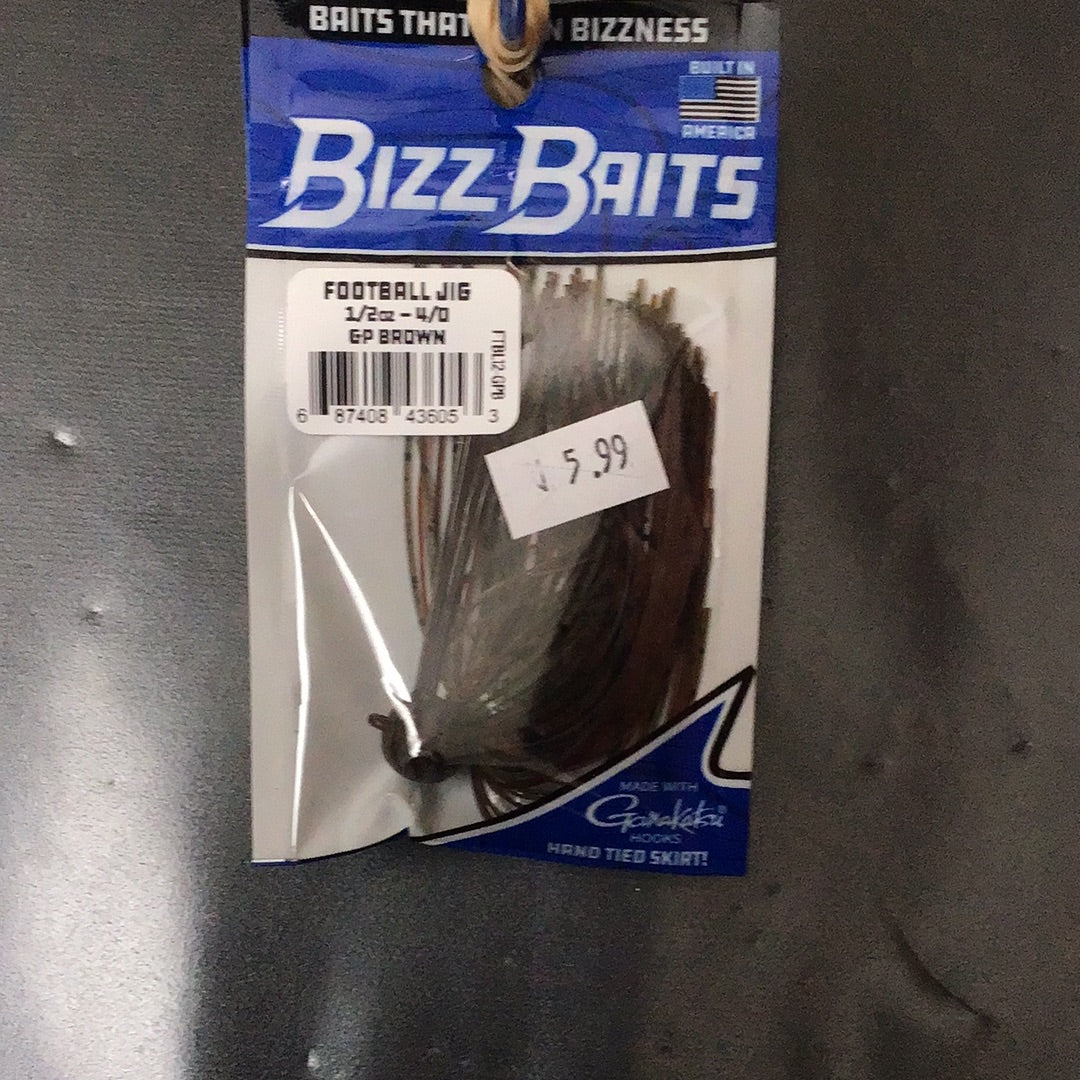 BAITS THAT N BIZZNESS
BUILT IN
AMERICA
BIZZ BAITS
FOOTBALL JIG
1/2oz - 4/0
GP BROWN
FTBL12 GPB
6 87408 43605 3
5.99
MADE WITH
Gamakatsu®
HOOKS
HAND TIED SKIRT!